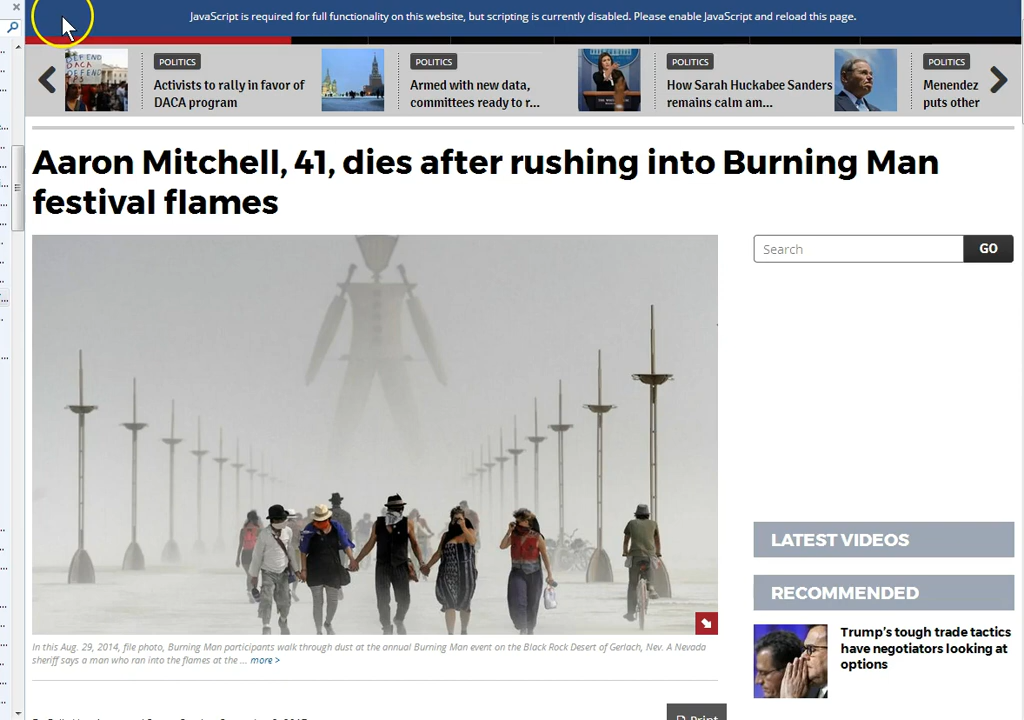 JavaScript is required for full functionality on this website, but scripting is currently disabled. Please enable JavaScript and reload this page.
POLITICS
Activists to rally in favor of
DACA program
POLITICS
Armed with new data,
committees ready to r...
POLITICS
How Sarah Huckabee Sanders
remains calm am...
POLITICS
Menendez
puts other
Aaron Mitchell, 41, dies after rushing into Burning Man
festival flames
Search
GO
In this Aug. 29, 2014, file photo, Burning Man participants walk through dust at the annual Burning Man event on the Black Rock Desert of Gerlach, Nev. A Nevada
sheriff says a man who ran into the flames at the ... more >
LATEST VIDEOS
RECOMMENDED
Trump's tough trade tactics
have negotiators looking at
options
Print